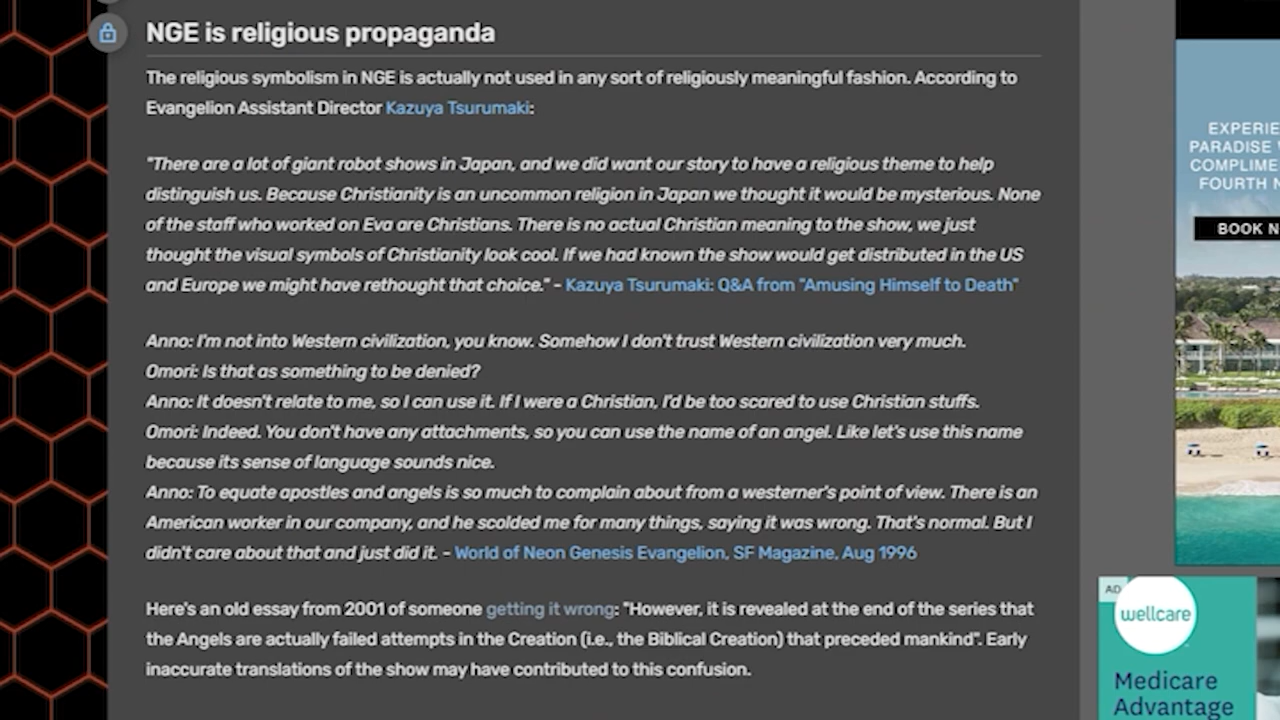 NGE is religious propaganda
The religious symbolism in NGE is actually not used in any sort of religiously meaningful fashion. According to
Evangelion Assistant Director Kazuya Tsurumaki:
"There are a lot of giant robot shows in Japan, and we did want our story to have a religious theme to help
distinguish us. Because Christianity is an uncommon religion in Japan we thought it would be mysterious. None
of the staff who worked on Eva are Christians. There is no actual Christian meaning to the show, we just
thought the visual symbols of Christianity look cool. If we had known the show would get distributed in the US
and Europe we might have rethought that choice." - Kazuya Tsurumaki: Q&A from "Amusing Himself to Death"
Anno: I'm not into Western civilization, you know. Somehow I don't trust Western civilization very much.
Omori: Is that as something to be denied?
Anno: It doesn't relate to me, so I can use it. If I were a Christian, I'd be too scared to use Christian stuffs.
Omori: Indeed. You don't have any attachments, so you can use the name of an angel. Like let's use this name
because its sense of language sounds nice.
Anno: To equate apostles and angels is so much to complain about from a westerner's point of view. There is an
American worker in our company, and he scolded me for many things, saying it was wrong. That's normal. But I
didn't care about that and just did it. - World of Neon Genesis Evangelion, SF Magazine, Aug 1996
Here's an old essay from 2001 of someone getting it wrong: "However, it is revealed at the end of the series that
the Angels are actually failed attempts in the Creation (i.e., the Biblical Creation) that preceded mankind". Early
inaccurate translations of the show may have contributed to this confusion.
EXPERIE
PARADISE
COMPLIME
FOURTH N
BOOK N
AD
wellcare
Medicare
Advantage